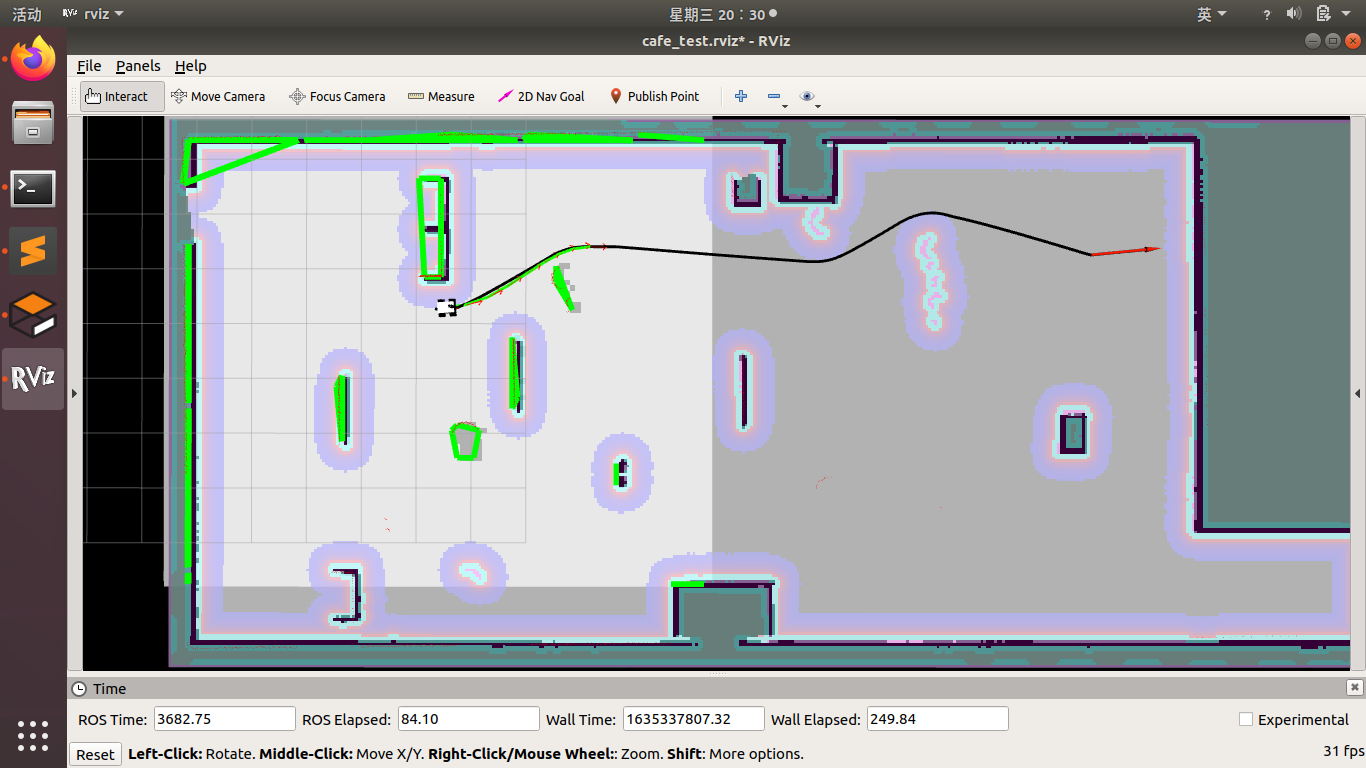 活动 RViz rviz 星期三 20：30 英 ?
cafe_test.rviz* - RViz
File Panels Help
Interact Move Camera Focus Camera Measure 2D Nav Goal Publish Point
RViz
Time
ROS Time: 3682.75 ROS Elapsed: 84.10 Wall Time: 1635337807.32 Wall Elapsed: 249.84 Experimental
Reset Left-Click: Rotate. Middle-Click: Move X/Y. Right-Click/Mouse Wheel:: Zoom. Shift: More options. 31 fps